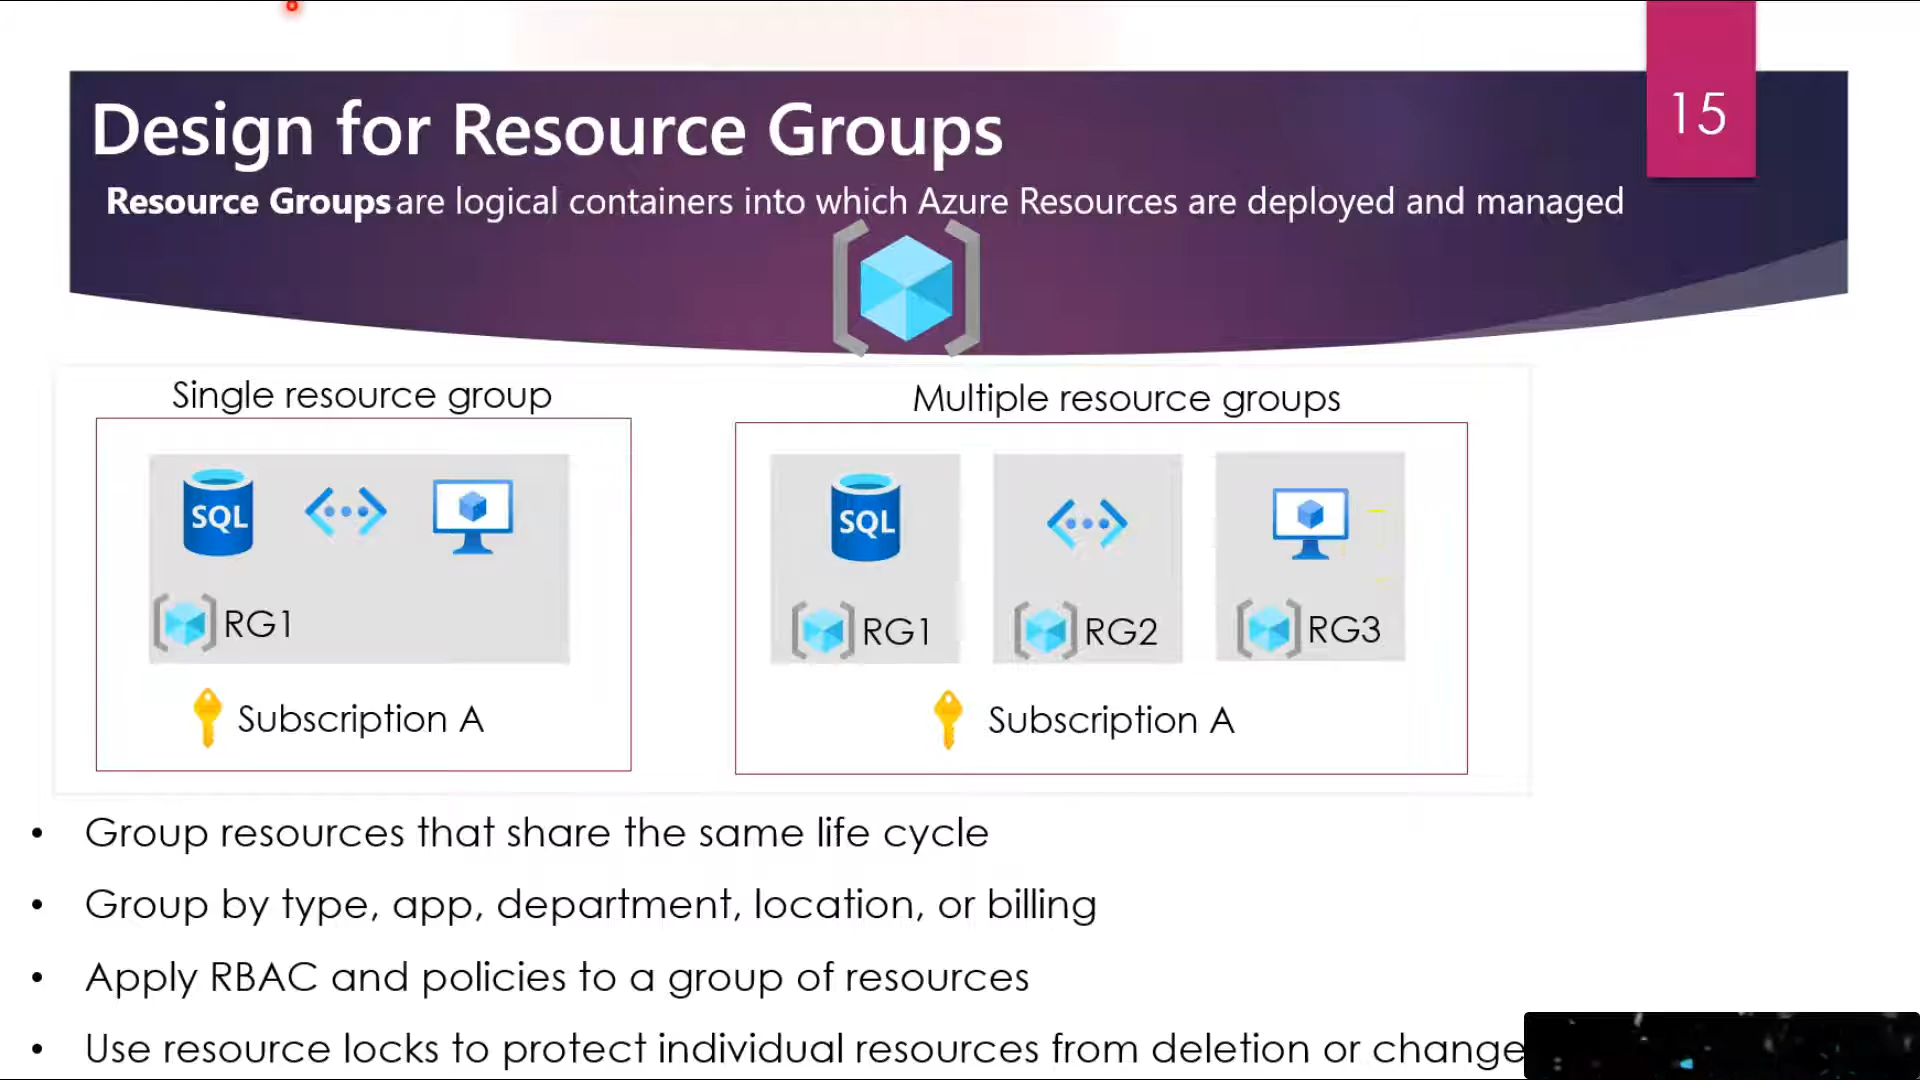 15
Design for Resource Groups
Resource Groups are logical containers into which Azure Resources are deployed and managed
Single resource group
Multiple resource groups
SQL
SQL
RG1
RG1
RG2
RG3
Subscription A
Subscription A
• Group resources that share the same life cycle
• Group by type, app, department, location, or billing
• Apply RBAC and policies to a group of resources
• Use resource locks to protect individual resources from deletion or change